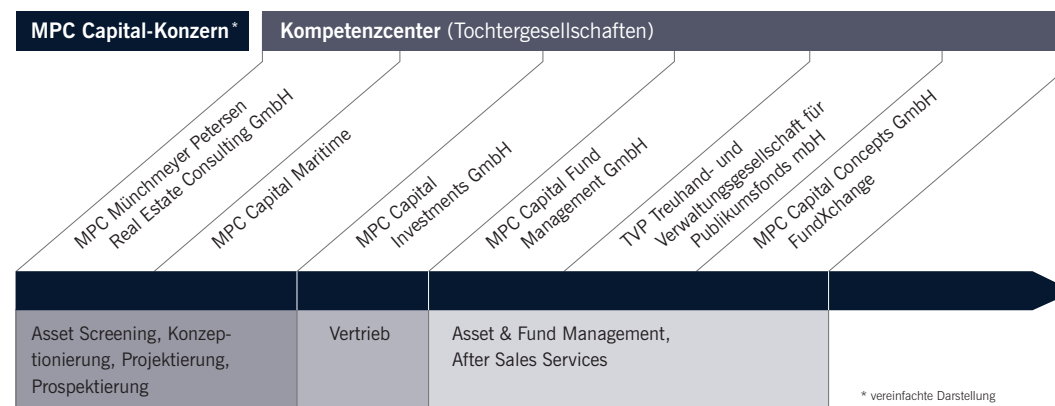 MPC Capital-Konzern*
Kompetenzcenter (Tochtergesellschaften)
MPC Münchmeyer Petersen
Real Estate Consulting GmbH
MPC Capital Maritime
MPC Capital
Investments GmbH
MPC Capital Fund
Management GmbH
TVP Treuhand- und
Verwaltungsgesellschaft für
Publikumsfonds mbH
MPC Capital Concepts GmbH
FundXchange
Asset Screening, Konzep-
tionierung, Projektierung,
Prospektierung
Vertrieb
Asset & Fund Management,
After Sales Services
* vereinfachte Darstellung